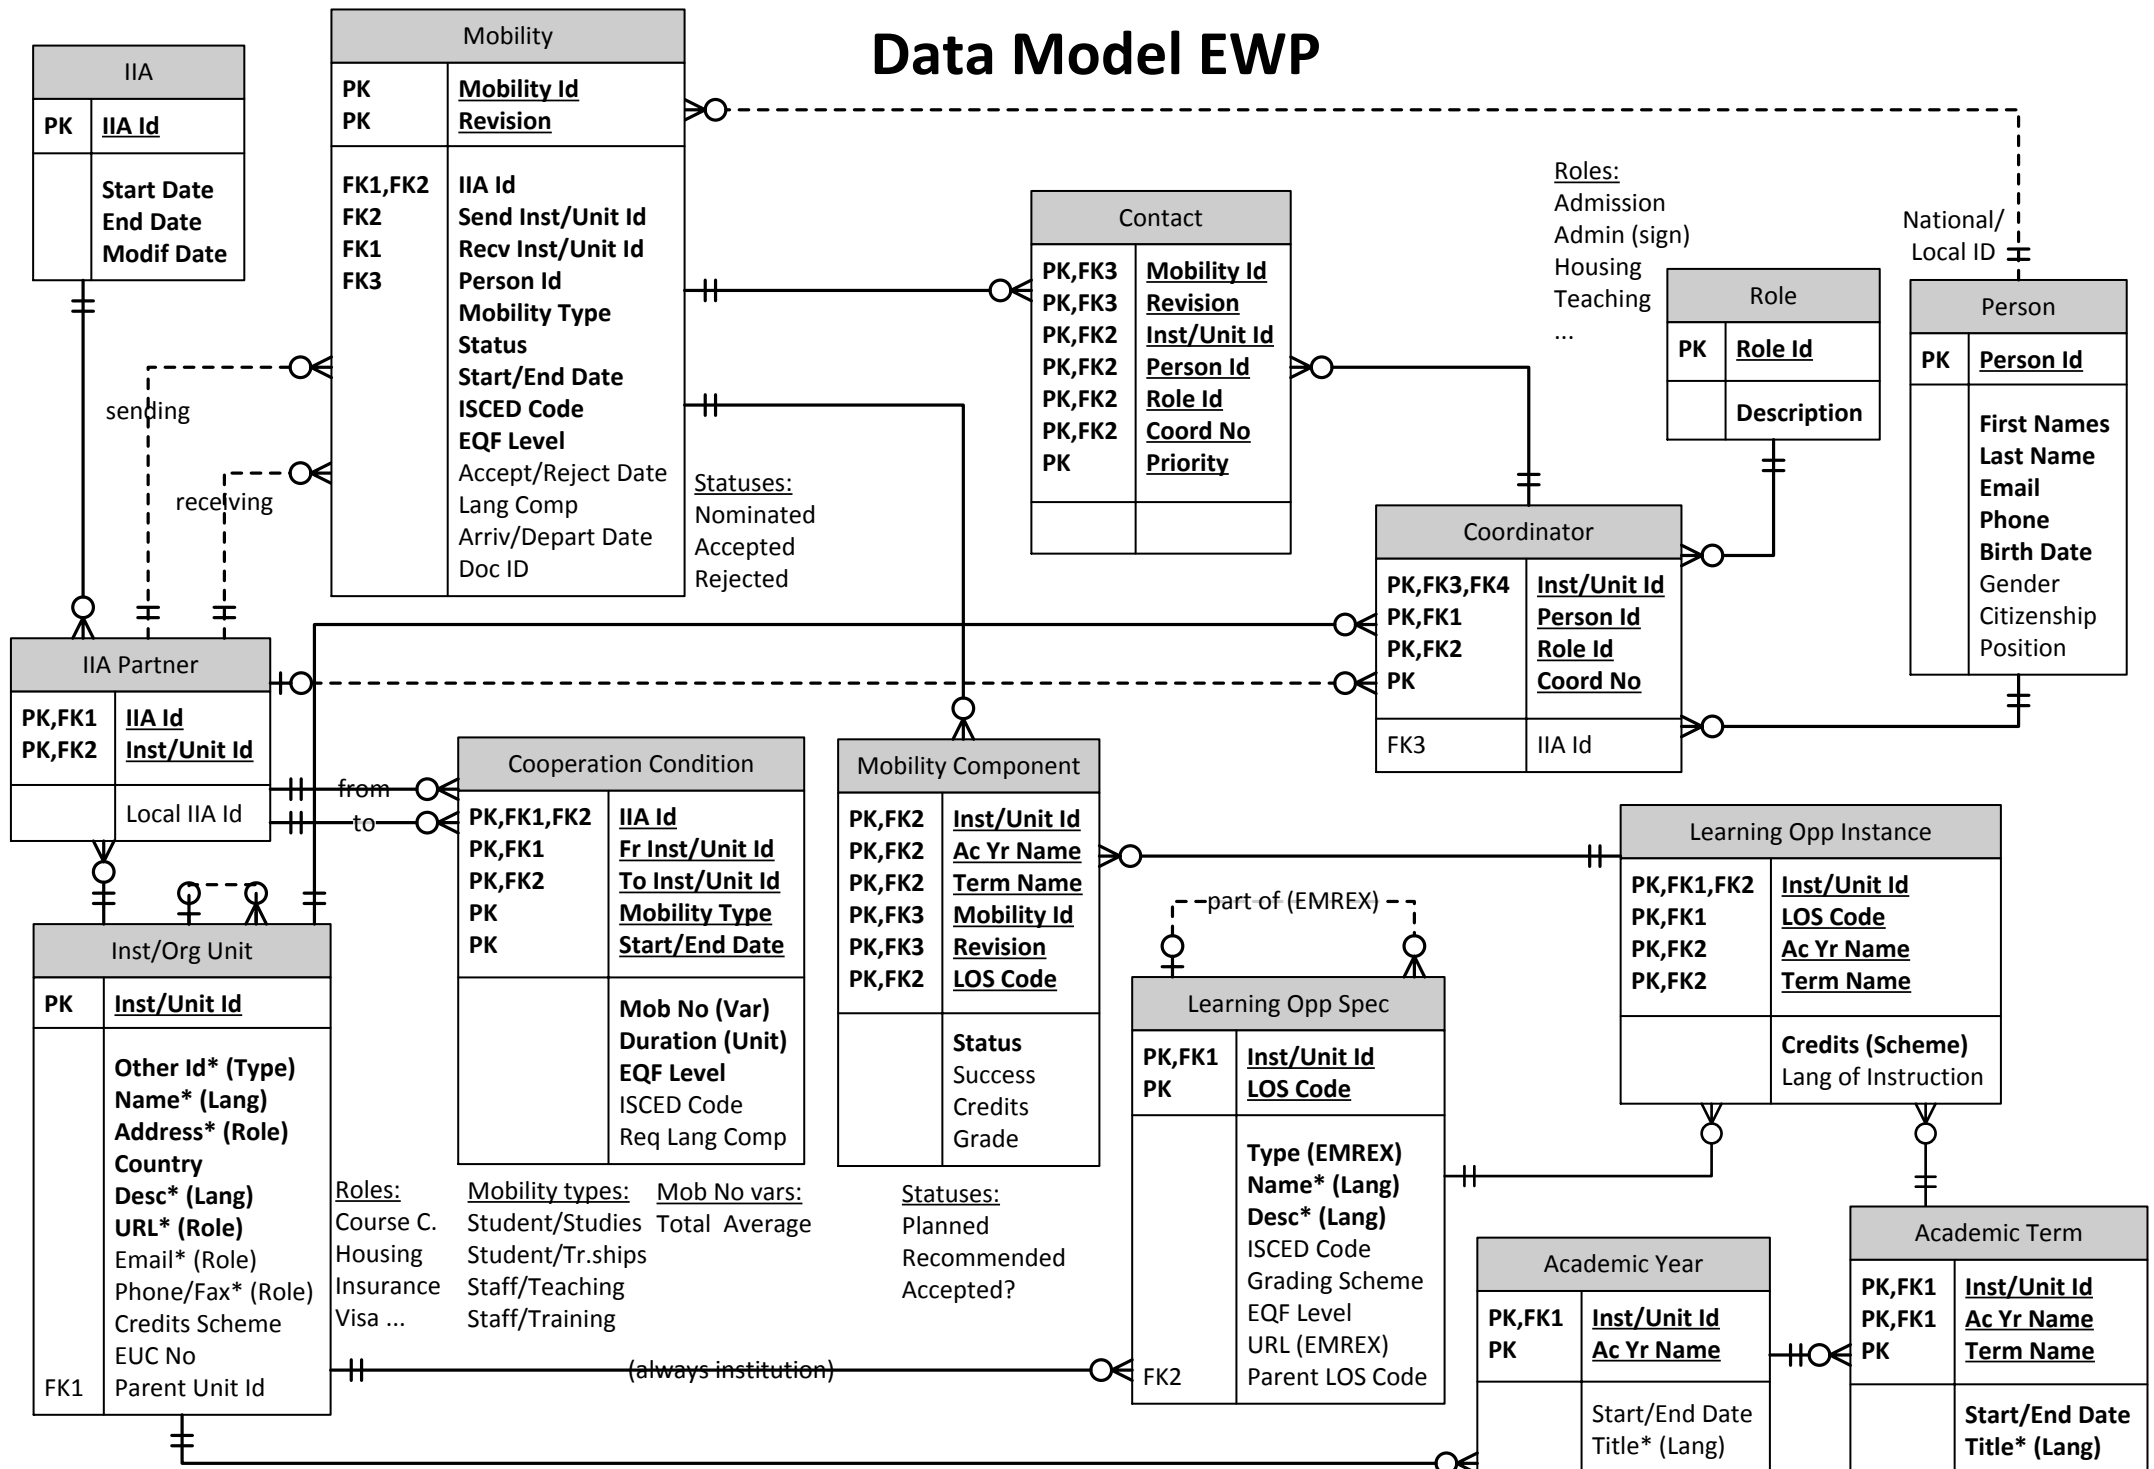 Data Model EWP
IIA
PK IIA Id
Start Date
End Date
Modif Date
Mobility
PK Mobility Id
PK Revision
FK1,FK2 IIA Id
FK2 Send Inst/Unit Id
FK1 Recv Inst/Unit Id
FK3 Person Id
Mobility Type
Status
Start/End Date
ISCED Code
EQF Level
Accept/Reject Date
Lang Comp
Arriv/Depart Date
Doc ID
Statuses:
Nominated
Accepted
Rejected
sending
receiving
Contact
PK,FK3 Mobility Id
PK,FK3 Revision
PK,FK2 Inst/Unit Id
PK,FK2 Person Id
PK,FK2 Role Id
PK,FK2 Coord No
PK Priority
Roles:
Admission
Admin (sign)
Housing
Teaching
...
Role
PK Role Id
Description
National/
Local ID
Person
PK Person Id
First Names
Last Name
Email
Phone
Birth Date
Gender
Citizenship
Position
Coordinator
PK,FK3,FK4 Inst/Unit Id
PK,FK1 Person Id
PK,FK2 Role Id
PK Coord No
FK3 IIA Id
IIA Partner
PK,FK1 IIA Id
PK,FK2 Inst/Unit Id
Local IIA Id
from
to
Cooperation Condition
PK,FK1,FK2 IIA Id
PK,FK1 Fr Inst/Unit Id
PK,FK2 To Inst/Unit Id
PK Mobility Type
PK Start/End Date
Mob No (Var)
Duration (Unit)
EQF Level
ISCED Code
Req Lang Comp
Mobility Component
PK,FK2 Inst/Unit Id
PK,FK2 Ac Yr Name
PK,FK2 Term Name
PK,FK3 Mobility Id
PK,FK3 Revision
PK,FK2 LOS Code
Status
Success
Credits
Grade
Learning Opp Instance
PK,FK1,FK2 Inst/Unit Id
PK,FK1 LOS Code
PK,FK2 Ac Yr Name
PK,FK2 Term Name
Credits (Scheme)
Lang of Instruction
part of (EMREX)
Inst/Org Unit
PK Inst/Unit Id
Other Id* (Type)
Name* (Lang)
Address* (Role)
Country
Desc* (Lang)
URL* (Role)
Email* (Role)
Phone/Fax* (Role)
Credits Scheme
EUC No
FK1 Parent Unit Id
Roles:
Course C.
Housing
Insurance
Visa ...
Mobility types:
Student/Studies
Student/Tr.ships
Staff/Teaching
Staff/Training
Mob No vars:
Total Average
Statuses:
Planned
Recommended
Accepted?
(always institution)
Learning Opp Spec
PK,FK1 Inst/Unit Id
PK LOS Code
Type (EMREX)
Name* (Lang)
Desc* (Lang)
ISCED Code
Grading Scheme
EQF Level
URL (EMREX)
FK2 Parent LOS Code
Academic Year
PK,FK1 Inst/Unit Id
PK Ac Yr Name
Start/End Date
Title* (Lang)
Academic Term
PK,FK1 Inst/Unit Id
PK,FK1 Ac Yr Name
PK Term Name
Start/End Date
Title* (Lang)